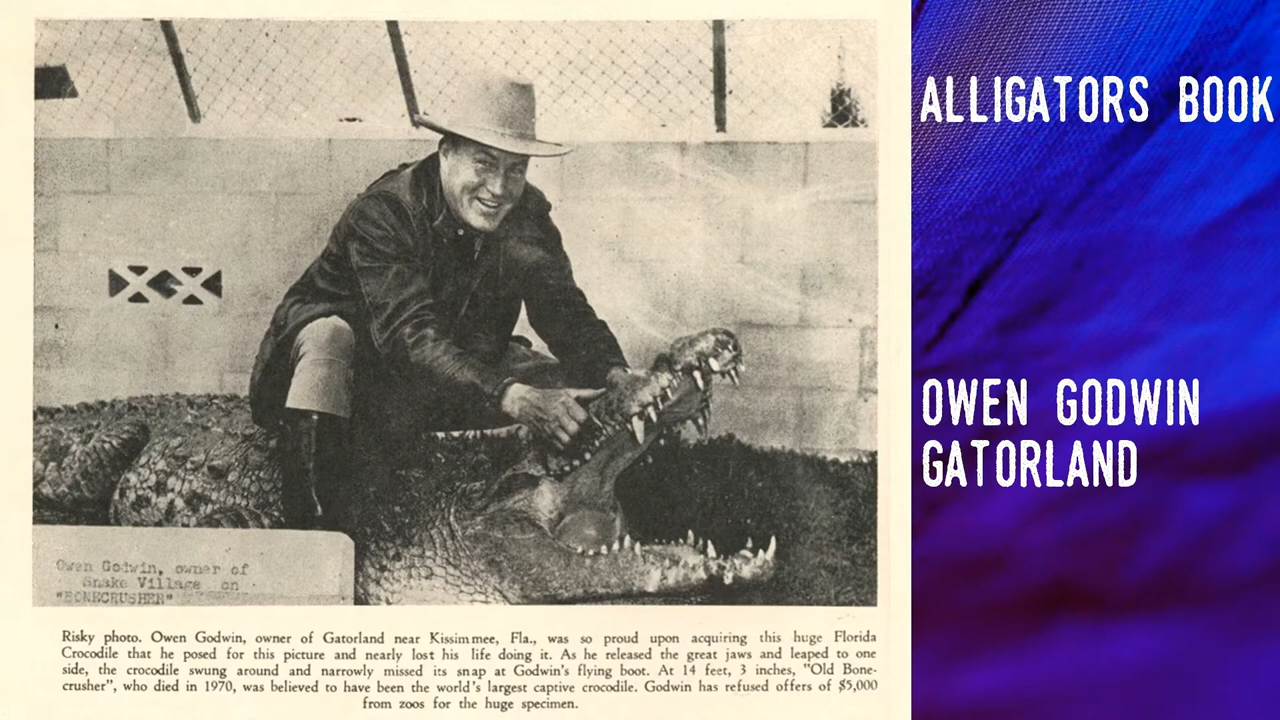 Owen Godwin, owner of
Snake Village on
"BONECRUSHER"
Risky photo. Owen Godwin, owner of Gatorland near Kissimmee, Fla., was so proud upon acquiring this huge Florida
Crocodile that he posed for this picture and nearly lost his life doing it. As he released the great jaws and leaped to one
side, the crocodile swung around and narrowly missed its snap at Godwin's flying boot. At 14 feet, 3 inches, "Old Bone-
crusher", who died in 1970, was believed to have been the world's largest captive crocodile. Godwin has refused offers of $5,000
from zoos for the huge specimen.
ALLIGATORS BOOK
OWEN GODWIN
GATORLAND